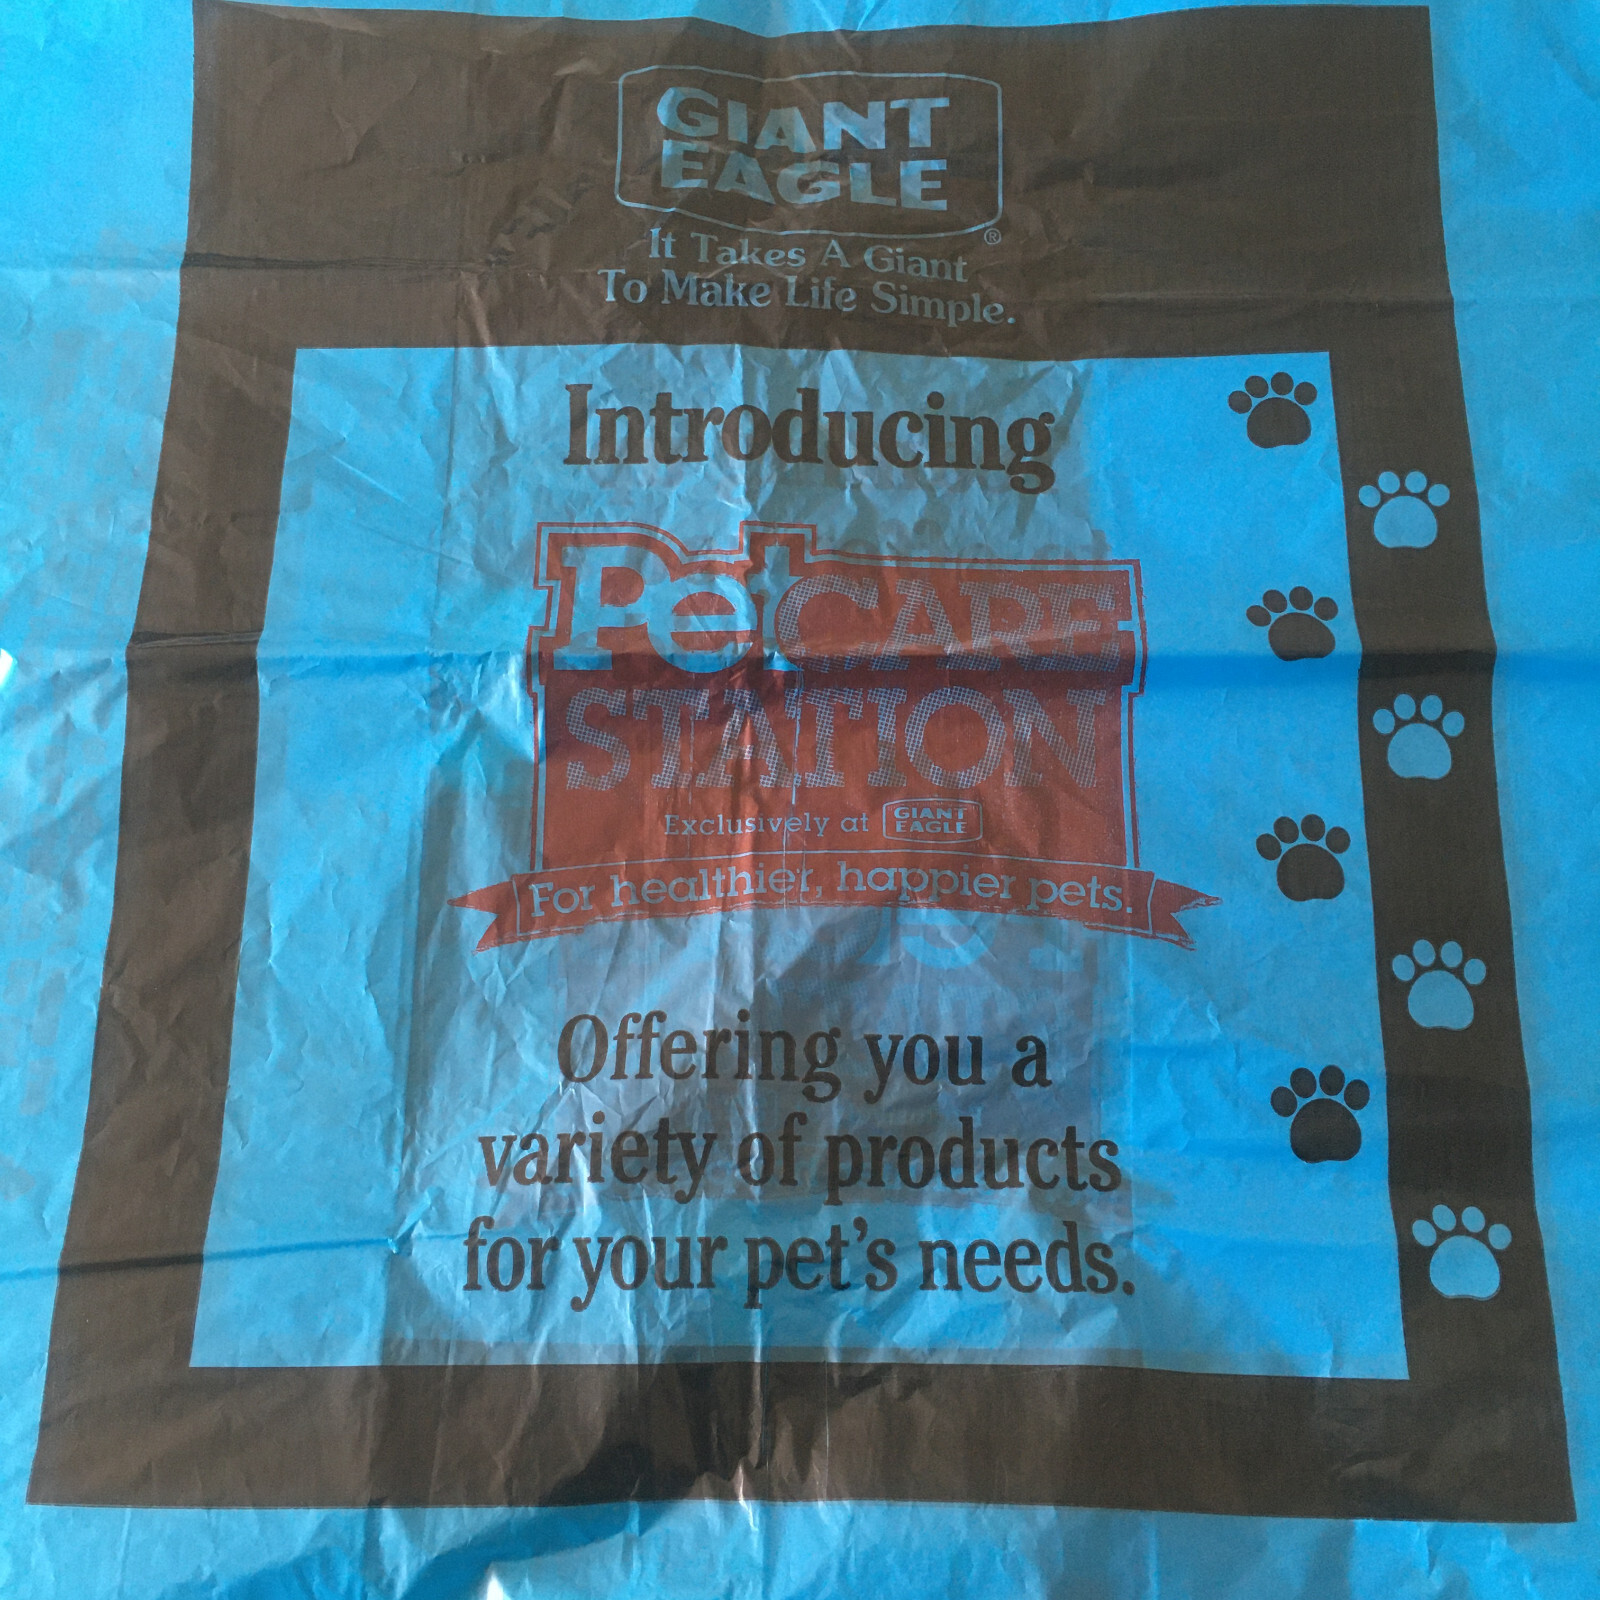 GIANT
EAGLE
®
It Takes A Giant
To Make Life Simple.
Introducing
PetCARE
STATION
Exclusively at GIANT EAGLE
For healthier, happier pets.
Offering you a
variety of products
for your pet's needs.